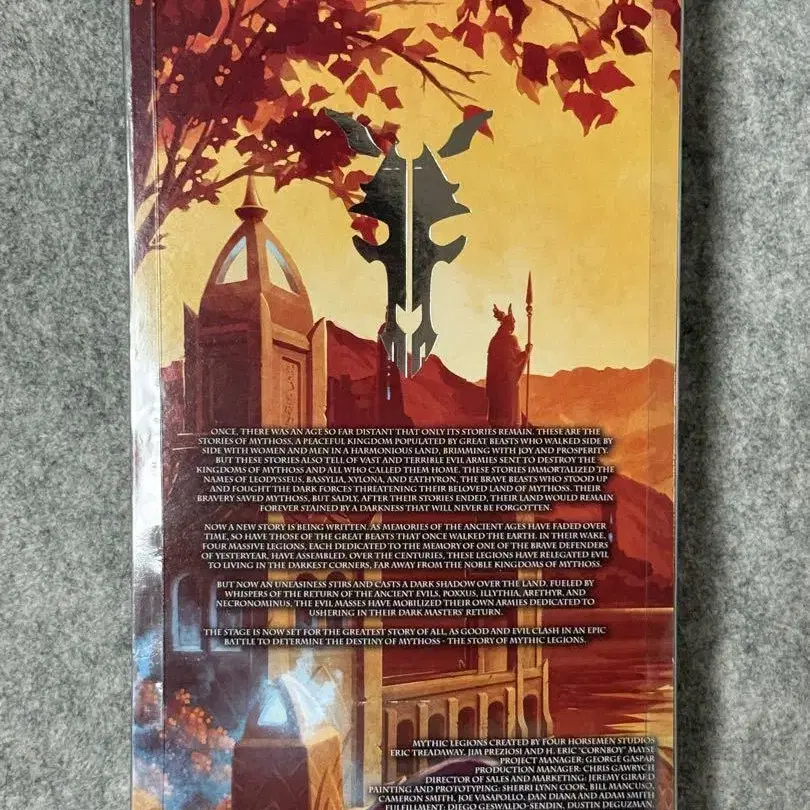 ONCE, THERE WAS AN AGE SO FAR DISTANT THAT ONLY ITS STORIES REMAIN. THESE ARE THE
STORIES OF MYTHOSS, A PEACEFUL KINGDOM POPULATED BY GREAT BEASTS WHO WALKED SIDE BY
SIDE WITH WOMEN AND MEN IN A HARMONIOUS LAND, BRIMMING WITH JOY AND PROSPERITY.
BUT THESE STORIES ALSO TELL OF VAST AND TERRIBLE EVIL ARMIES SENT TO DESTROY THE
KINGDOMS OF MYTHOSS AND ALL WHO CALLED THEM HOME. THESE STORIES IMMORTALIZED THE
NAMES OF LEODYSSEUS, BASSYLIA, XYLONA, AND EATHYRON, THE BRAVE BEASTS WHO STOOD UP
AND FOUGHT THE DARK FORCES THREATENING THEIR BELOVED LAND OF MYTHOSS. THEIR
BRAVERY SAVED MYTHOSS, BUT SADLY, AFTER THEIR STORIES ENDED, THEIR LAND WOULD REMAIN
FOREVER STAINED BY A DARKNESS THAT WILL NEVER BE FORGOTTEN.
NOW A NEW STORY IS BEING WRITTEN. AS MEMORIES OF THE ANCIENT AGES HAVE FADED OVER
TIME, SO HAVE THOSE OF THE GREAT BEASTS THAT ONCE WALKED THE EARTH. IN THEIR WAKE,
FOUR MASSIVE LEGIONS, EACH DEDICATED TO THE MEMORY OF ONE OF THE BRAVE DEFENDERS
OF YESTERYEAR, HAVE ASSEMBLED. OVER THE CENTURIES, THESE LEGIONS HAVE RELEGATED EVIL
TO LIVING IN THE DARKEST CORNERS, FAR AWAY FROM THE NOBLE KINGDOMS OF MYTHOSS.
BUT NOW AN UNEASINESS STIRS AND CASTS A DARK SHADOW OVER THE LAND. FUELED BY
WHISPERS OF THE RETURN OF THE ANCIENT EVILS, POXXUS, ILLYTHIA, ARETHYR, AND
NECRONOMINUS, THE EVIL MASSES HAVE MOBILIZED THEIR OWN ARMIES DEDICATED TO
USHERING IN THEIR DARK MASTERS' RETURN.
THE STAGE IS NOW SET FOR THE GREATEST STORY OF ALL, AS GOOD AND EVIL CLASH IN AN EPIC
BATTLE TO DETERMINE THE DESTINY OF MYTHOSS - THE STORY OF MYTHIC LEGIONS.
MYTHIC LEGIONS CREATED BY FOUR HORSEMEN STUDIOS
ERIC TREADAWAY, JIM PREZIOSI AND H. ERIC "CORNBOY" MAYSE
PROJECT MANAGER: GEORGE GASPAR
PRODUCTION MANAGER: CHRIS GAWRYCH
DIRECTOR OF SALES AND MARKETING: JEREMY GIRARD
PAINTING AND PROTOTYPING: SHERRI LYNN COOK, BILL MANCUSO,
CAMERON SMITH, JOE VASAPOLLO, DAN DIANA AND ADAM SMITH
FULFILLMENT: DIEGO GESWALDO-SENDIN, DUSTIN DEGUZMAN,